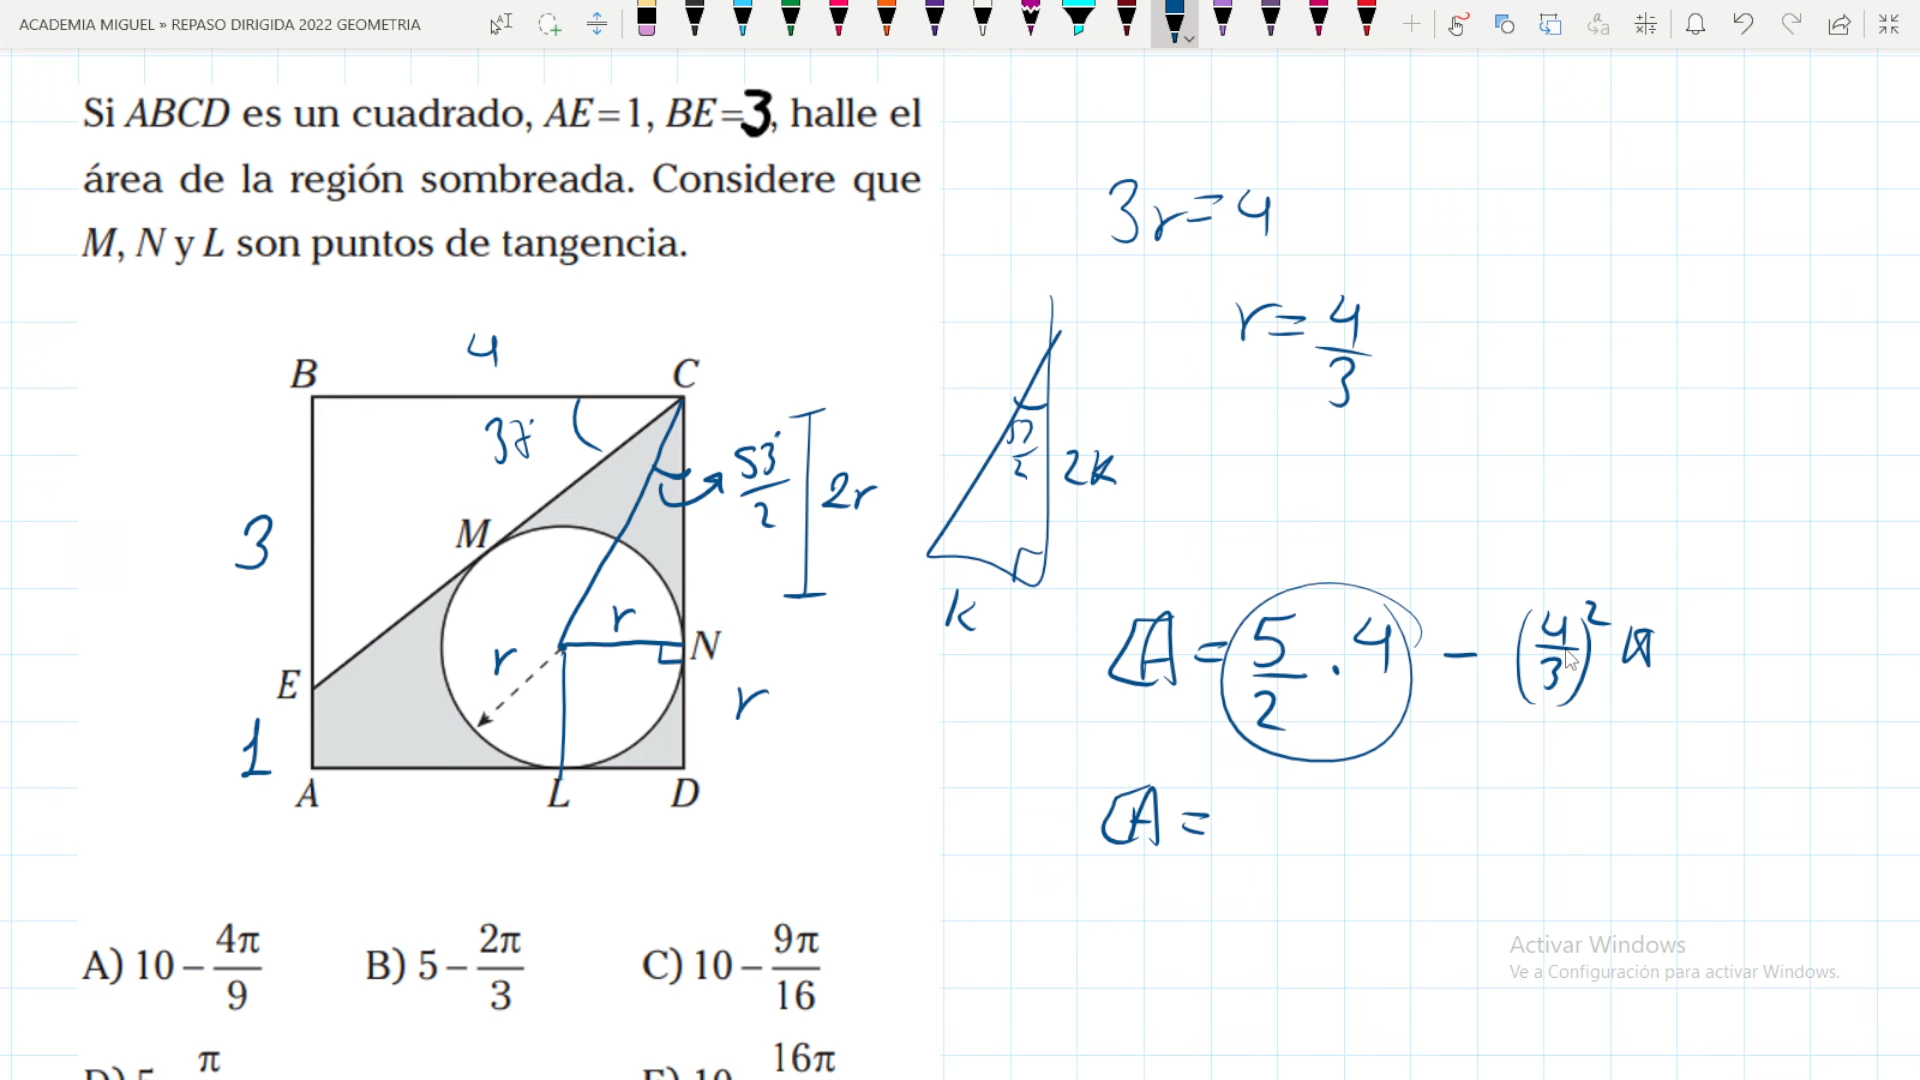 ACADEMIA MIGUEL » REPASO DIRIGIDA 2022 GEOMETRIA
Si ABCD es un cuadrado, AE=1, BE=3, halle el
área de la región sombreada. Considere que
M, N y L son puntos de tangencia.
3r=4
r=4/3
4
B
C
37°
53°/2
2r
53/2
2k
3
M
k
r
N
r
r
E
1
A
L
D
A = 5/2 . 4 - (4/3)² π
A =
A) 10 − 4π/9 B) 5 − 2π/3 C) 10 − 9π/16
π
16π
Activar Windows
Ve a Configuración para activar Windows.